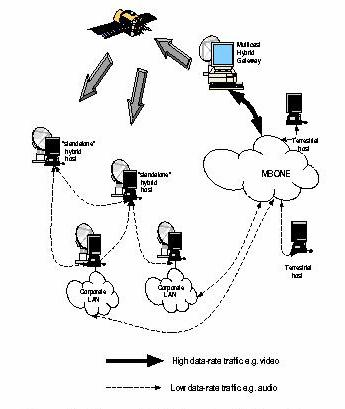 Multicast
Hybrid
Gateway
"standalone"
hybrid
host
Terrestrial
host
"standalone"
hybrid
host
MBONE
Corporate
LAN
Corporate
LAN
Terrestrial
host
High data-rate traffic e.g. video
Low data-rate traffic e.g. audio